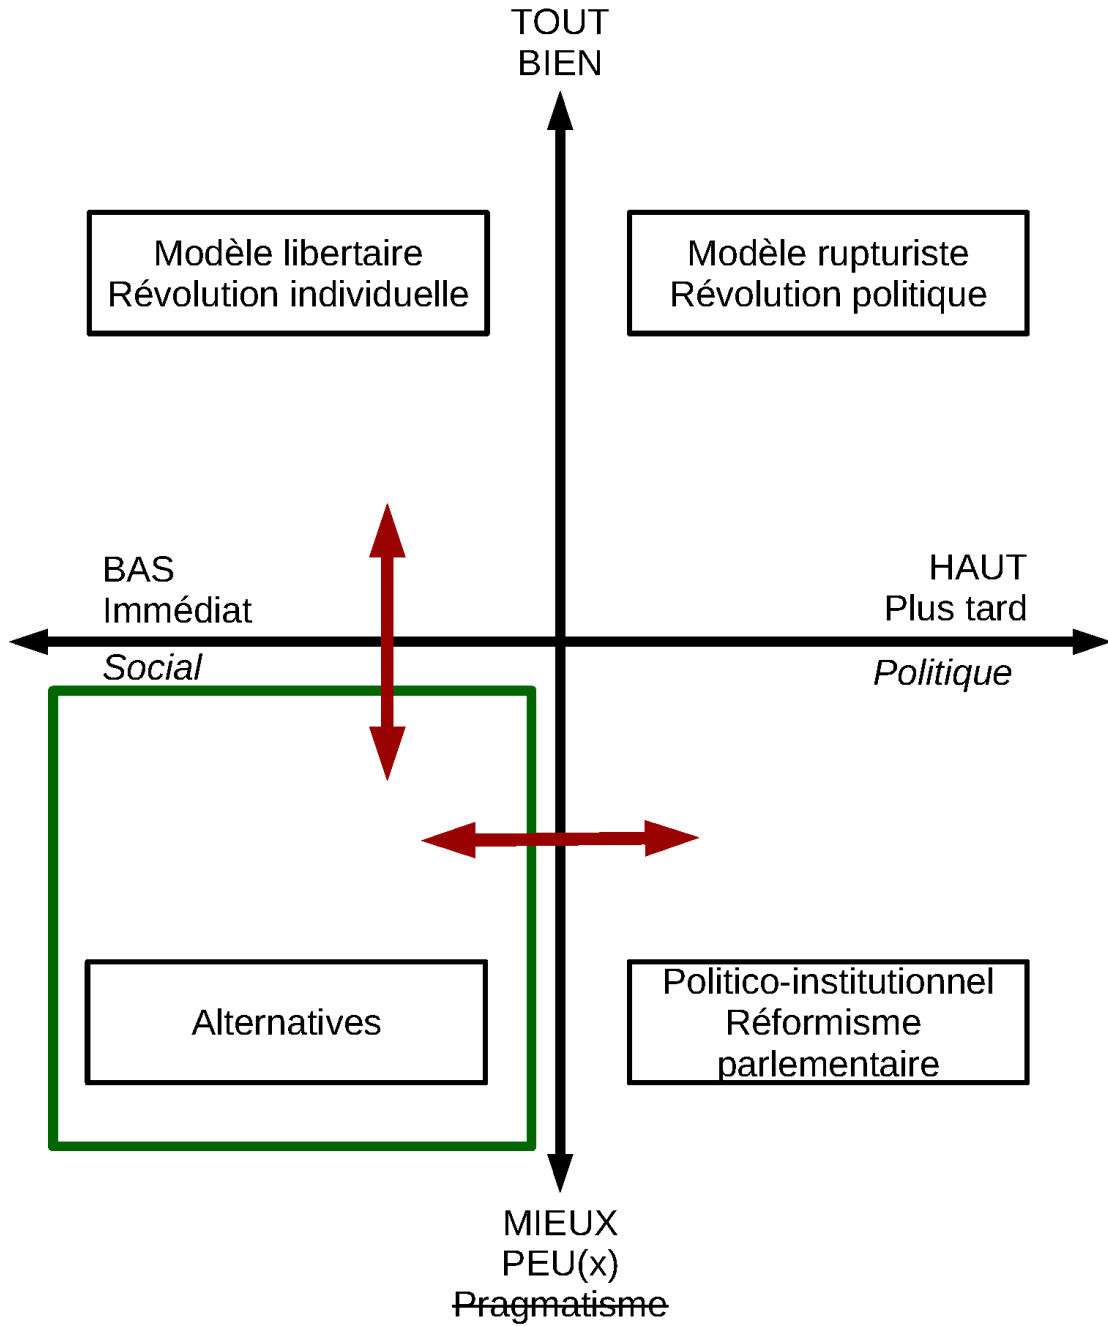 TOUT
BIEN
Modèle libertaire
Révolution individuelle
Modèle rupturiste
Révolution politique
BAS
Immédiat
Social
HAUT
Plus tard
Politique
Alternatives
Politico-institutionnel
Réformisme
parlementaire
MIEUX
PEU(x)
Pragmatisme